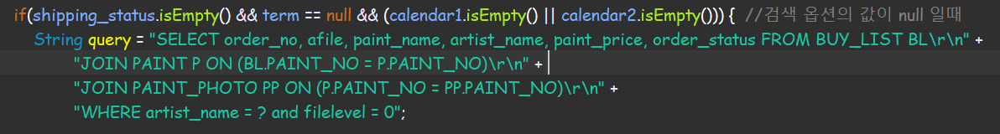 if(shipping_status.isEmpty() && term == null && (calendar1.isEmpty() || calendar2.isEmpty())) {  //검색 옵션의 값이 null 일때
String query = "SELECT order_no, afile, paint_name, artist_name, paint_price, order_status FROM BUY_LIST BL\r\n" +
"JOIN PAINT P ON (BL.PAINT_NO = P.PAINT_NO)\r\n" +
"JOIN PAINT_PHOTO PP ON (P.PAINT_NO = PP.PAINT_NO)\r\n" +
"WHERE artist_name = ? and filelevel = 0";